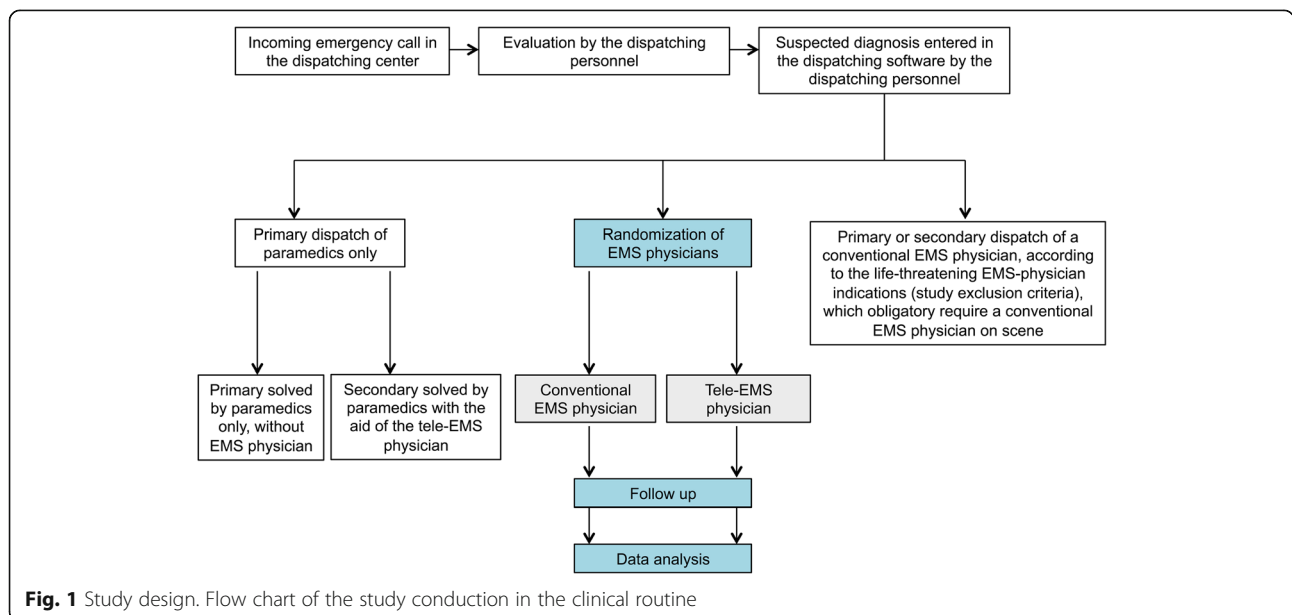 Incoming emergency call in
the dispatching center
Evaluation by the dispatching
personnel
Suspected diagnosis entered in
the dispatching software by the
dispatching personnel
Primary dispatch of
paramedics only
Randomization of
EMS physicians
Primary or secondary dispatch of a
conventional EMS physician, according
to the life-threatening EMS-physician
indications (study exclusion criteria),
which obligatory require a conventional
EMS physician on scene
Primary solved
by paramedics
only, without
EMS physician
Secondary solved by
paramedics with the
aid of the tele-EMS
physician
Conventional
EMS physician
Tele-EMS
physician
Follow up
Data analysis
Fig. 1 Study design. Flow chart of the study conduction in the clinical routine